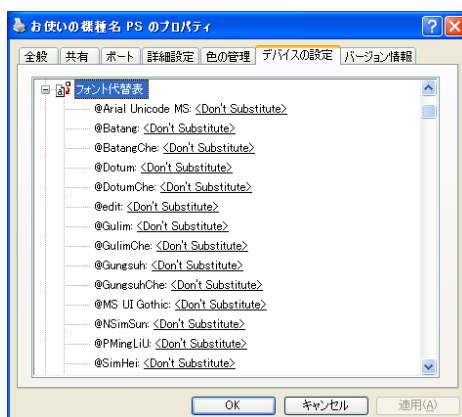 お使いの機種名 PS のプロパティ
全般 共有 ポート 詳細設定 色の管理 デバイスの設定 バージョン情報
フォント代替表
@Arial Unicode MS: <Don't Substitute>
@Batang: <Don't Substitute>
@BatangChe: <Don't Substitute>
@Dotum: <Don't Substitute>
@DotumChe: <Don't Substitute>
@edit: <Don't Substitute>
@Gulim: <Don't Substitute>
@GulimChe: <Don't Substitute>
@Gungsuh: <Don't Substitute>
@GungsuhChe: <Don't Substitute>
@MS UI Gothic: <Don't Substitute>
@NSimSun: <Don't Substitute>
@PMingLiU: <Don't Substitute>
@SimHei: <Don't Substitute>
OK キャンセル 適用(A)